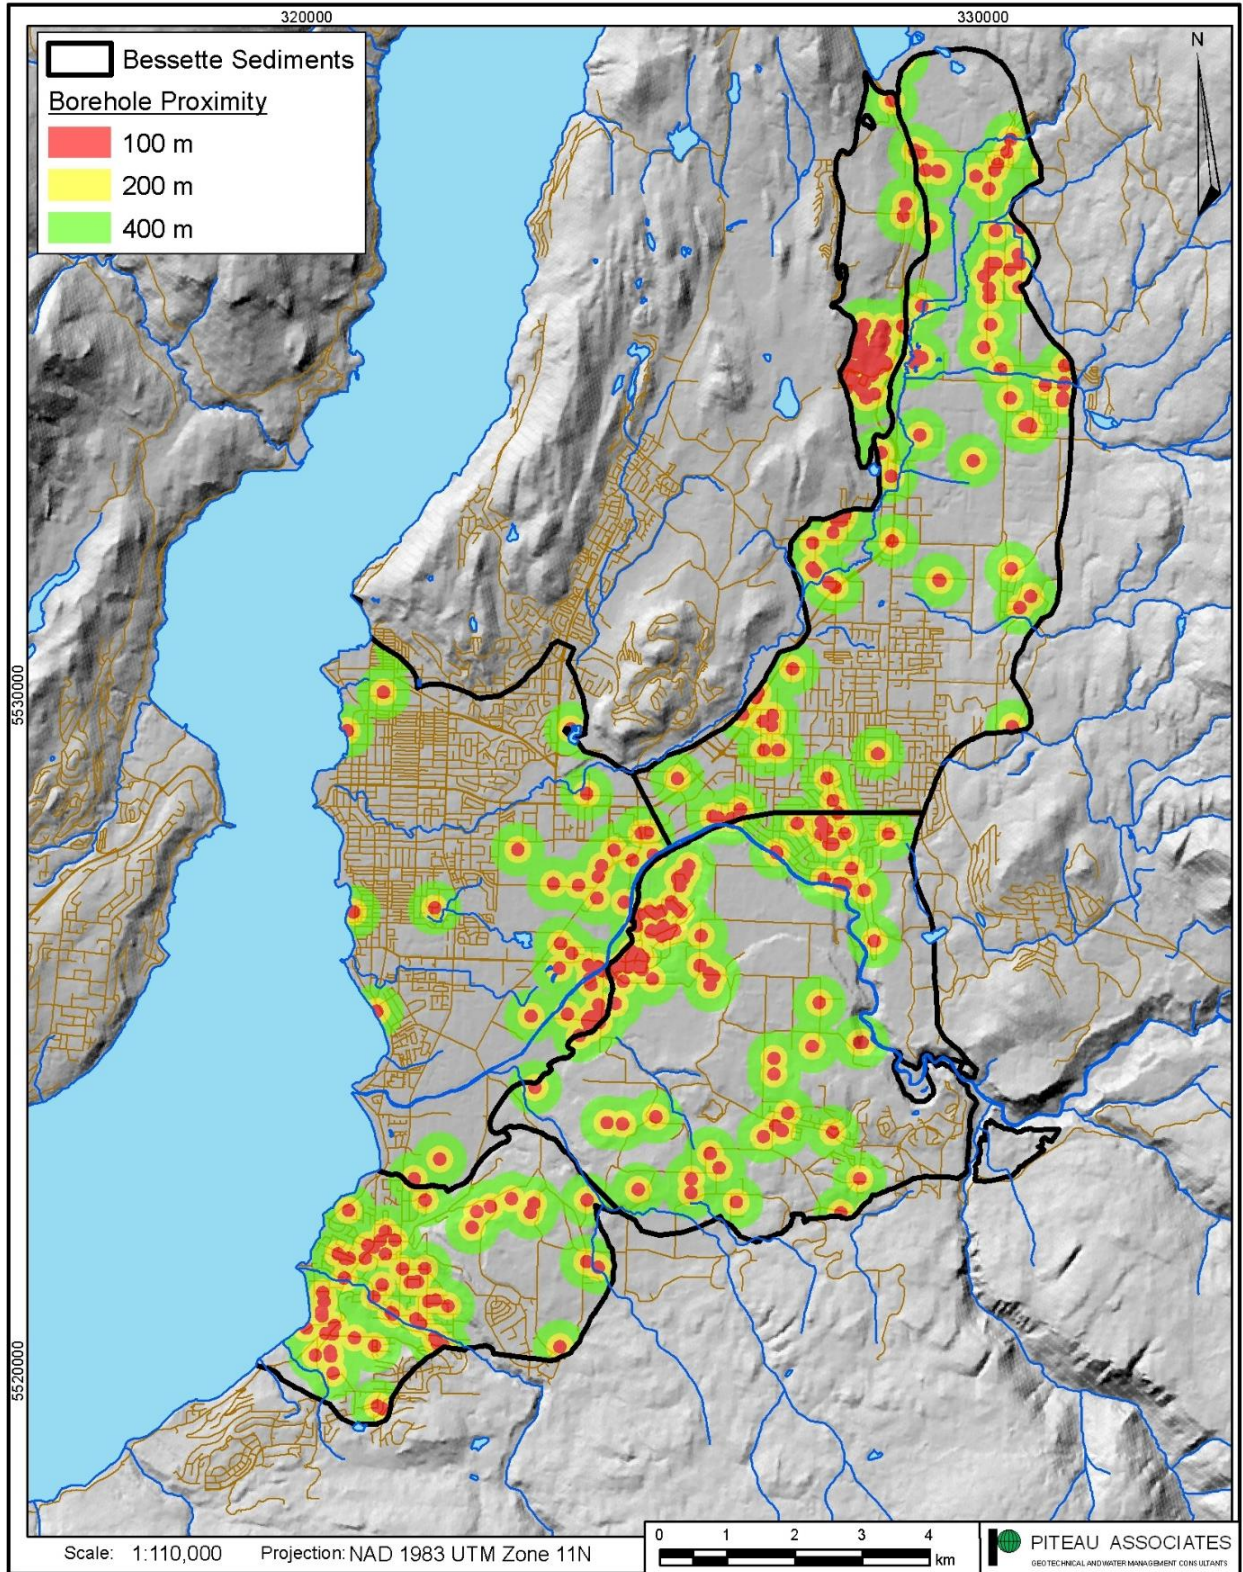 320000
330000
Bessette Sediments
Borehole Proximity
100 m
200 m
400 m
N
5530000
5520000
Scale: 1:110,000
Projection: NAD 1983 UTM Zone 11N
0 1 2 3 4
km
PITEAU ASSOCIATES
GEOTECHNICAL AND WATER MANAGEMENT CONSULTANTS